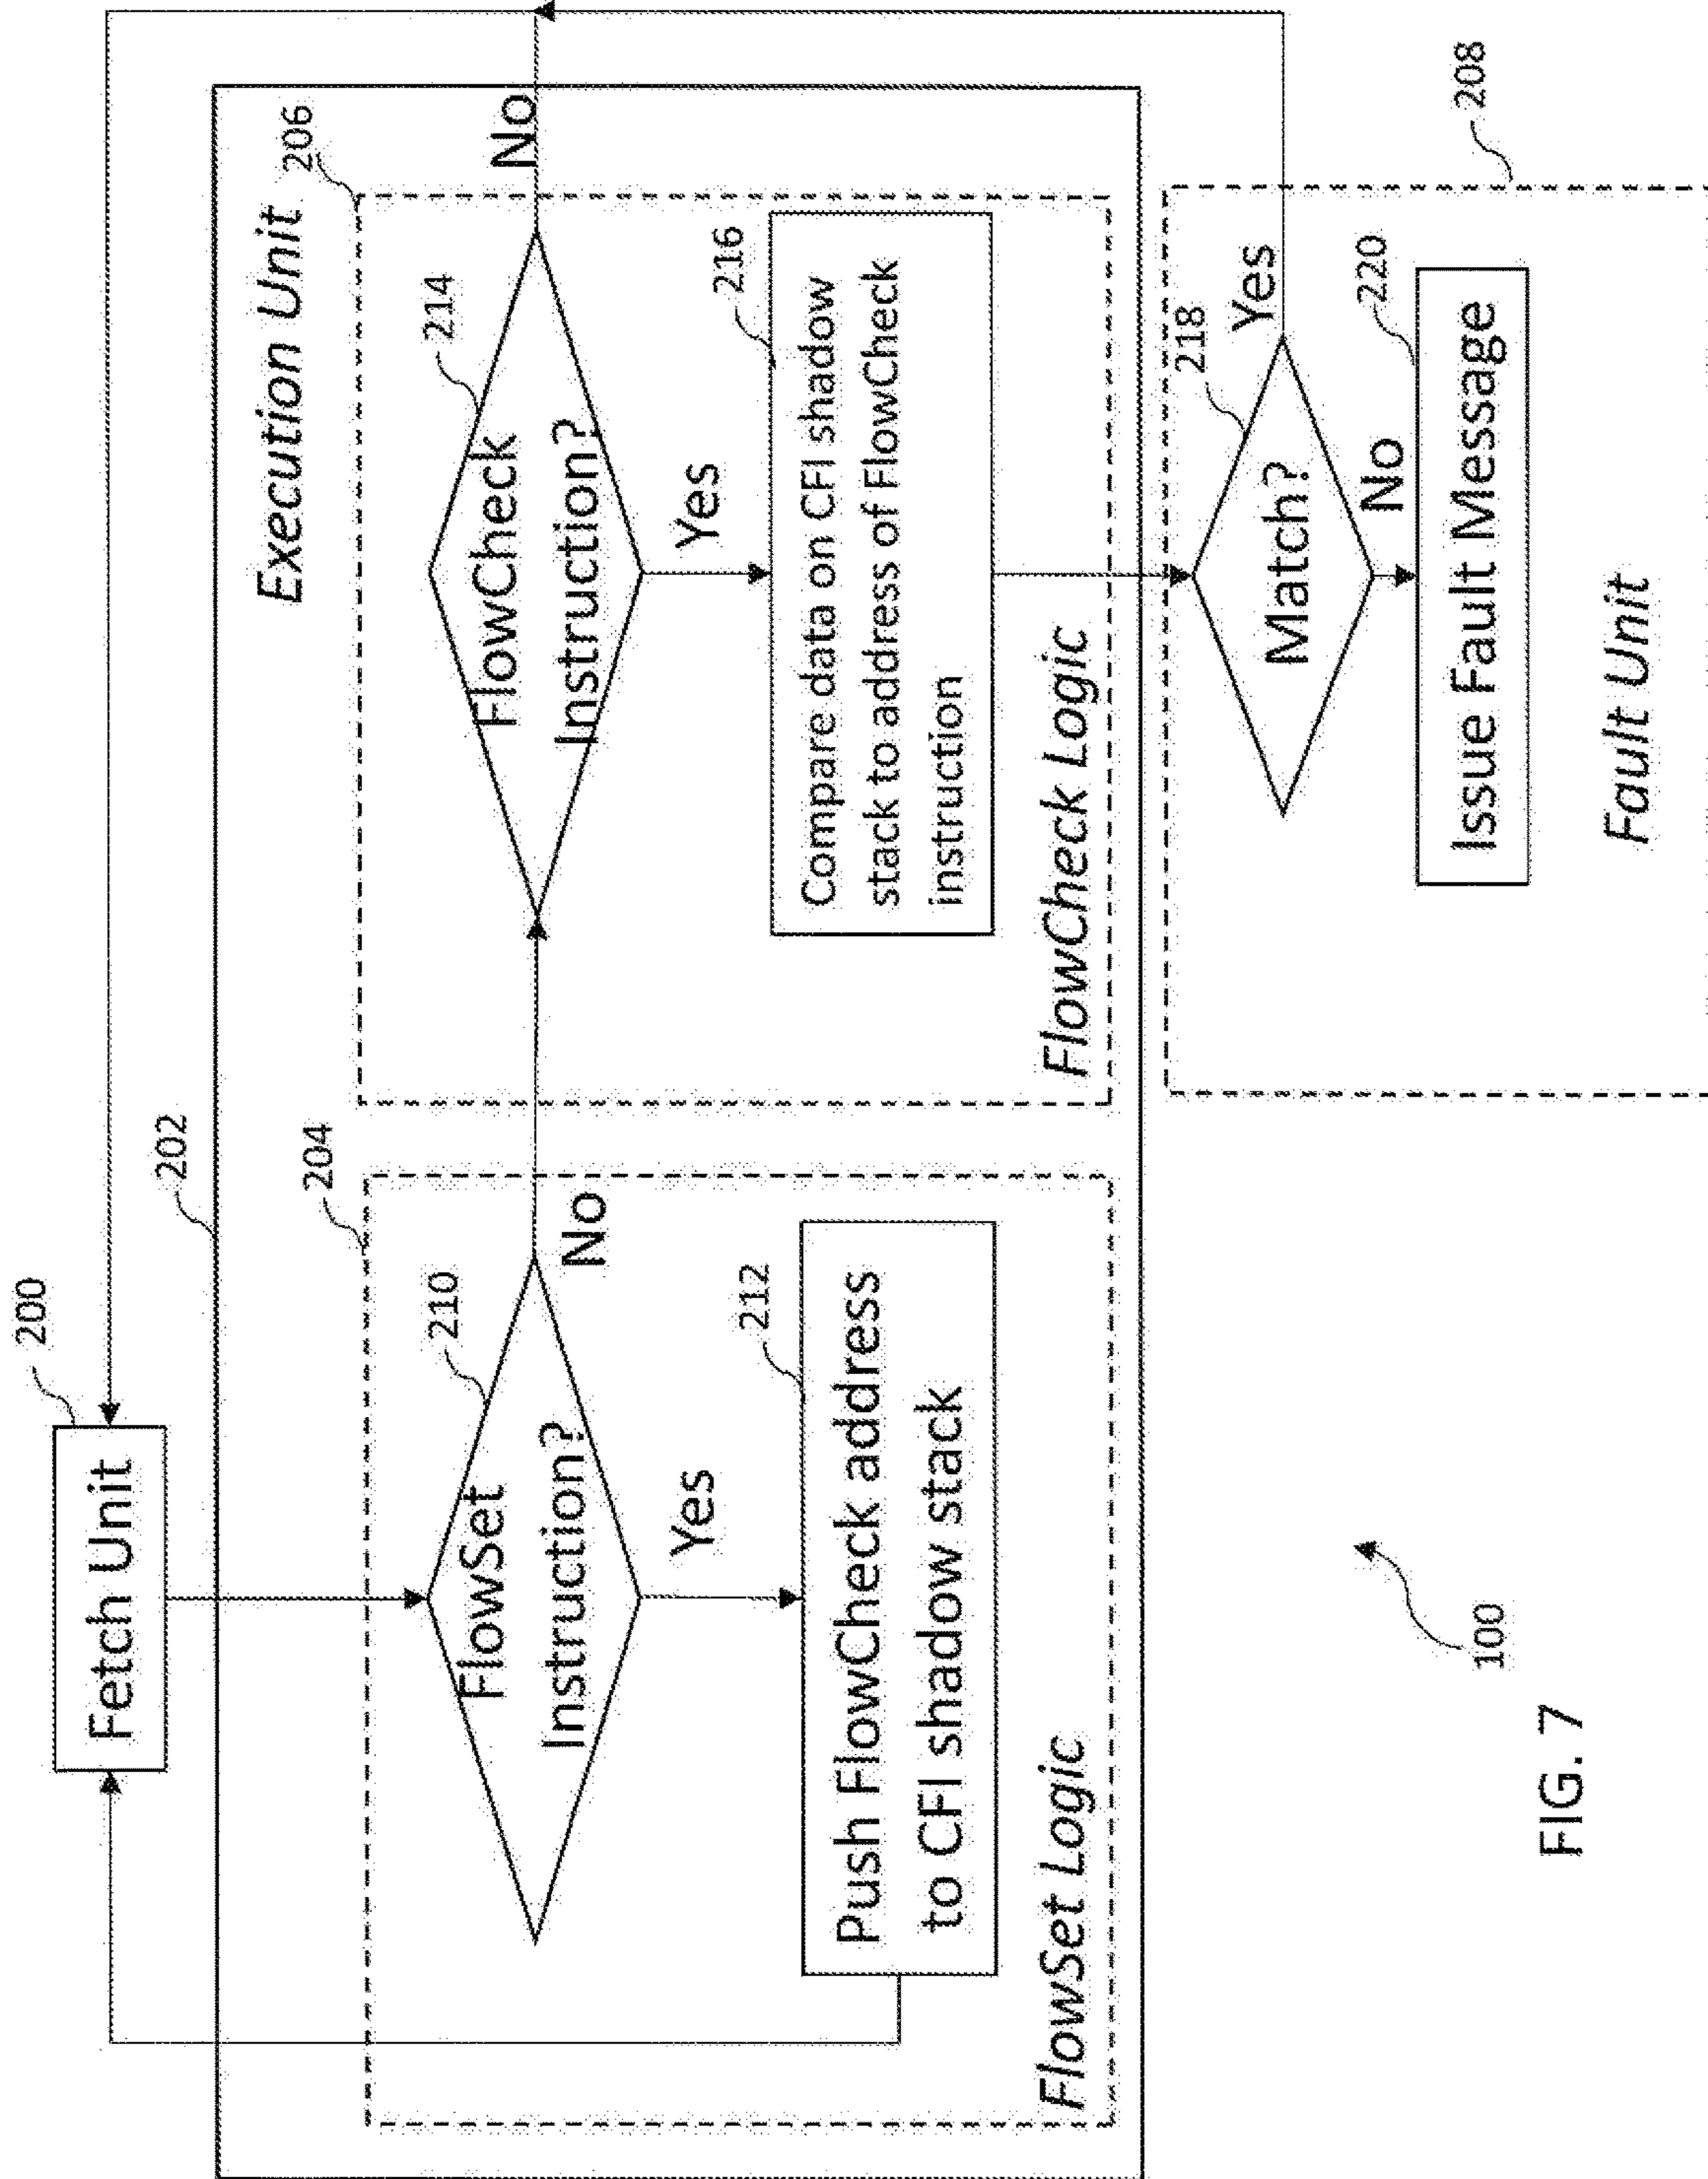 200
Fetch Unit
202
Execution Unit
204
206
210
FlowSet
Instruction?
No
Yes
212
Push FlowCheck address
to CFI shadow stack
FlowSet Logic
214
FlowCheck
Instruction?
No
Yes
216
Compare data on CFI shadow
stack to address of FlowCheck
instruction
FlowCheck Logic
208
218
Match?
Yes
No
220
Issue Fault Message
Fault Unit
100
FIG. 7